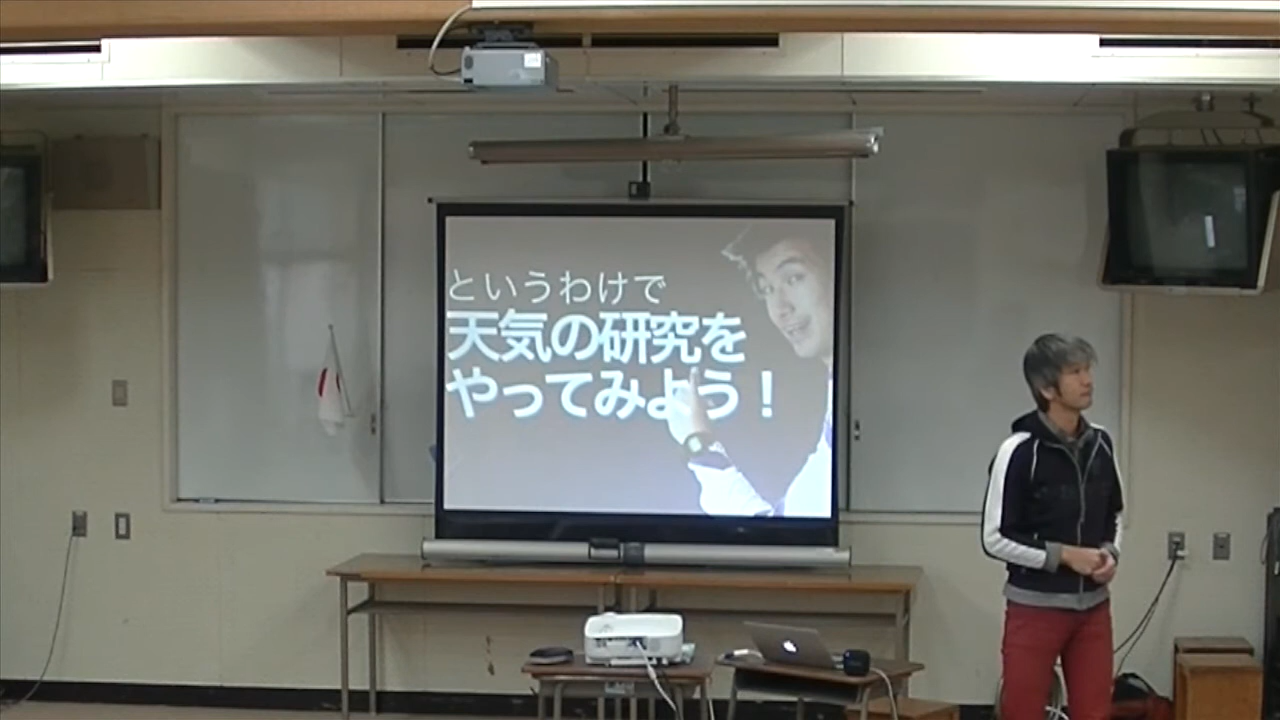 というわけで
天気の研究を
やってみよう！